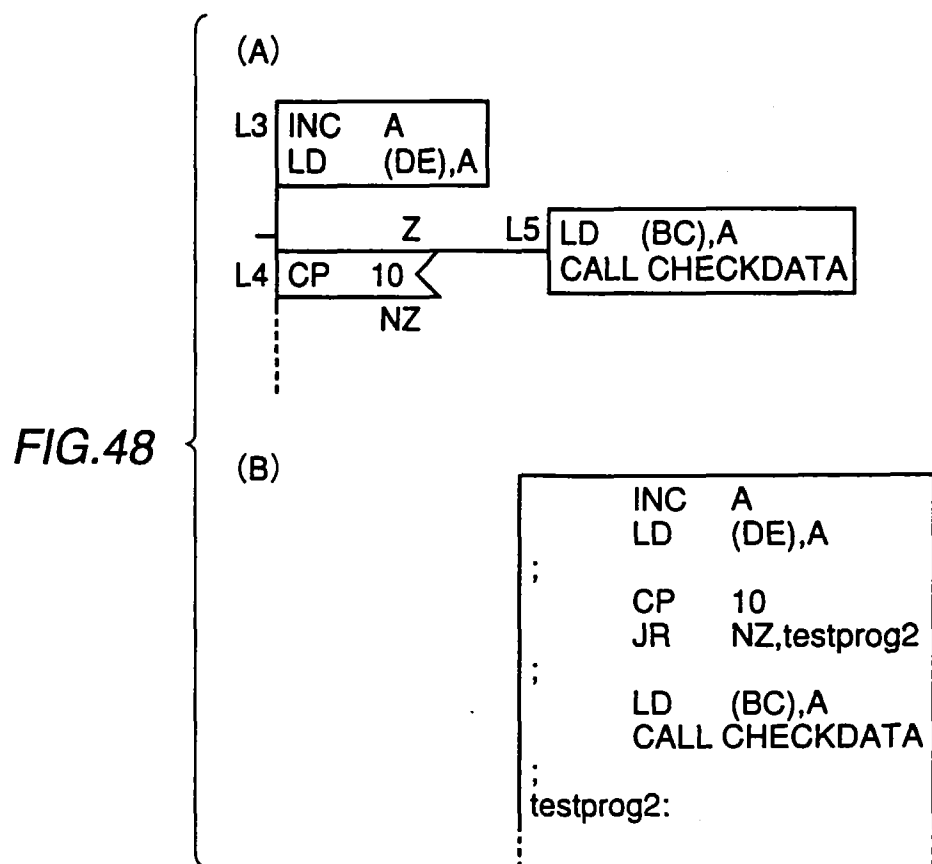 (A)
L3 INC A
LD (DE),A
Z
L5 LD (BC),A
CALL CHECKDATA
L4 CP 10
NZ
FIG.48
(B)
INC A
LD (DE),A
;
CP 10
JR NZ,testprog2
;
LD (BC),A
CALL CHECKDATA
;
testprog2: